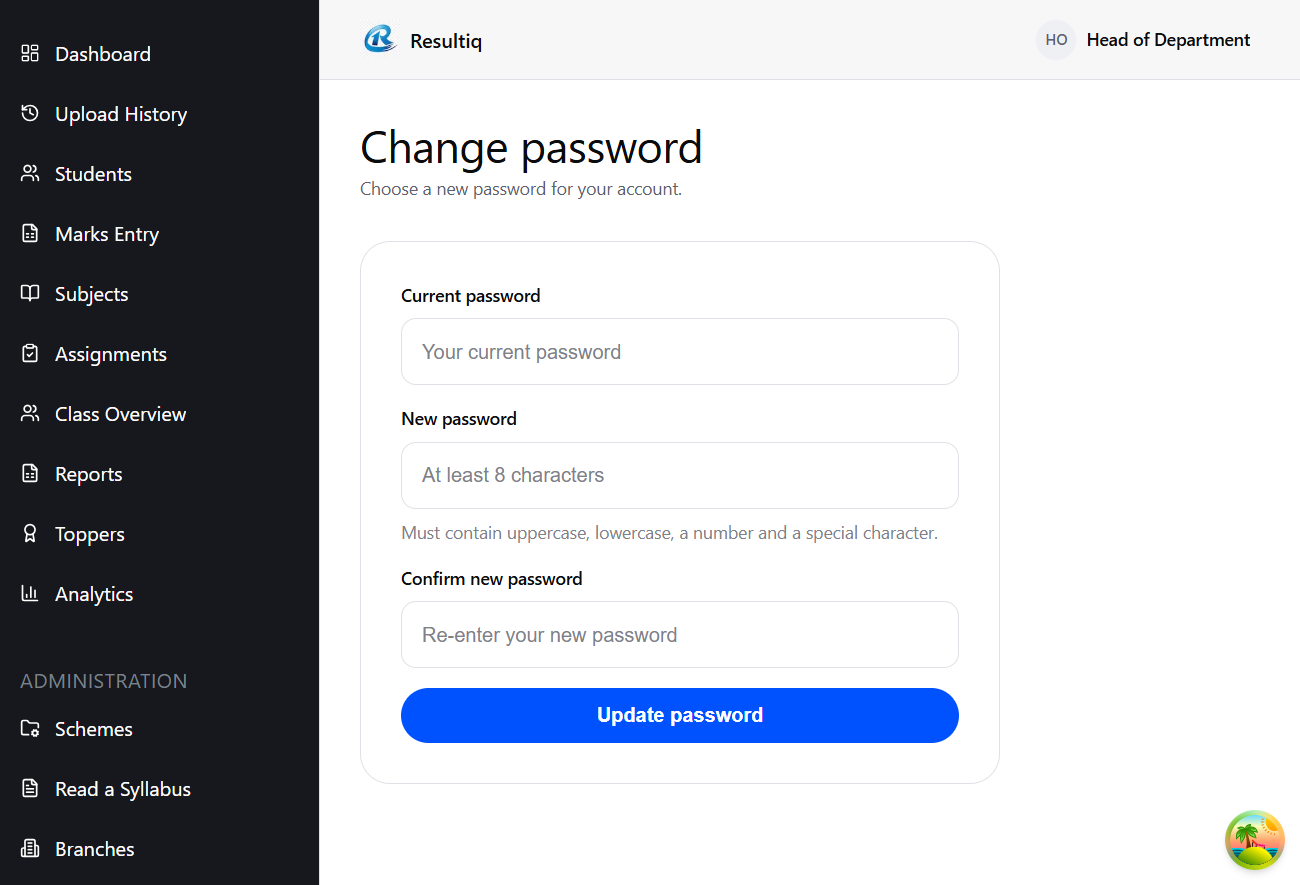 Dashboard
Upload History
Students
Marks Entry
Subjects
Assignments
Class Overview
Reports
Toppers
Analytics
ADMINISTRATION
Schemes
Read a Syllabus
Branches
Resultiq
HO Head of Department
Change password
Choose a new password for your account.
Current password
Your current password
New password
At least 8 characters
Must contain uppercase, lowercase, a number and a special character.
Confirm new password
Re-enter your new password
Update password